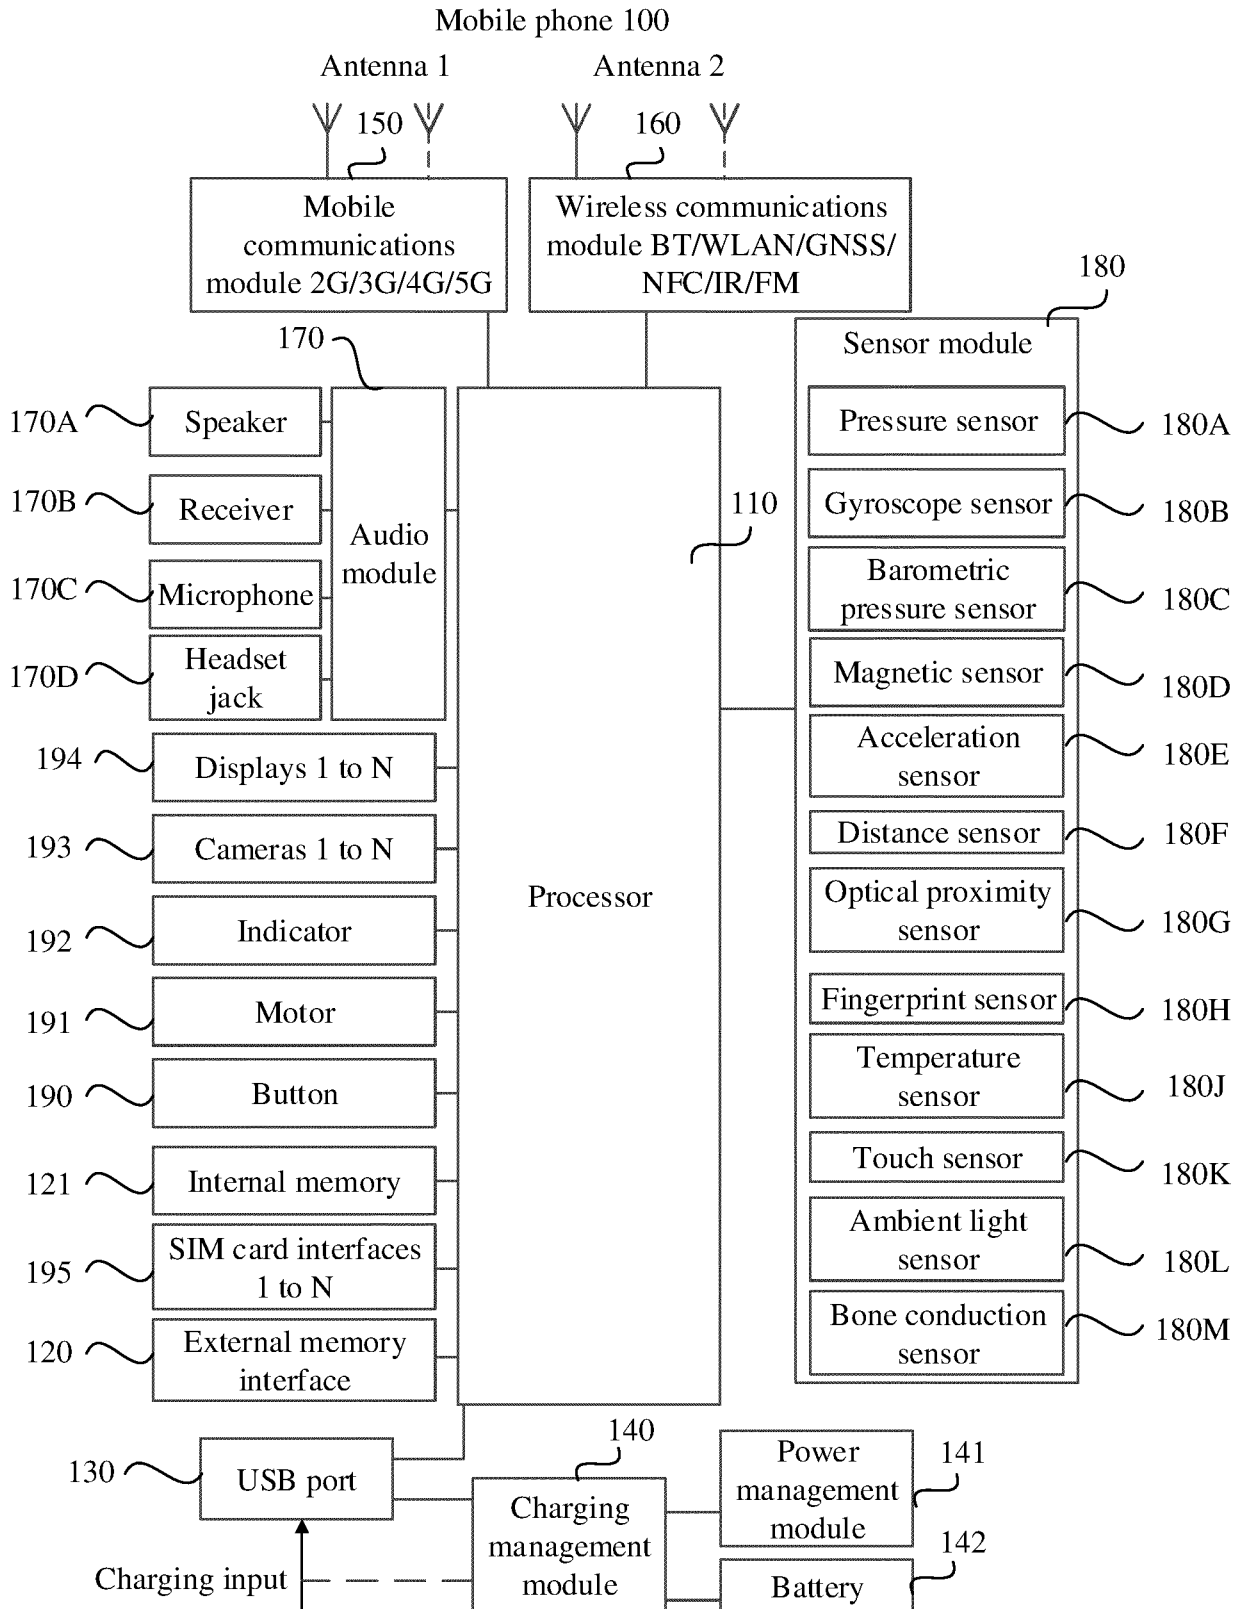 Mobile phone 100
Antenna 1
Antenna 2
150
160
Mobile
communications
module 2G/3G/4G/5G
Wireless communications
module BT/WLAN/GNSS/
NFC/IR/FM
170
180
Sensor module
170A
Speaker
170B
Receiver
170C
Microphone
170D
Headset
jack
Audio
module
110
Processor
Pressure sensor
180A
Gyroscope sensor
180B
Barometric
pressure sensor
180C
Magnetic sensor
180D
Acceleration
sensor
180E
Distance sensor
180F
Optical proximity
sensor
180G
Fingerprint sensor
180H
Temperature
sensor
180J
Touch sensor
180K
Ambient light
sensor
180L
Bone conduction
sensor
180M
194
Displays 1 to N
193
Cameras 1 to N
192
Indicator
191
Motor
190
Button
121
Internal memory
195
SIM card interfaces
1 to N
120
External memory
interface
130
USB port
140
Charging
management
module
Power
management
module
141
142
Battery
Charging input